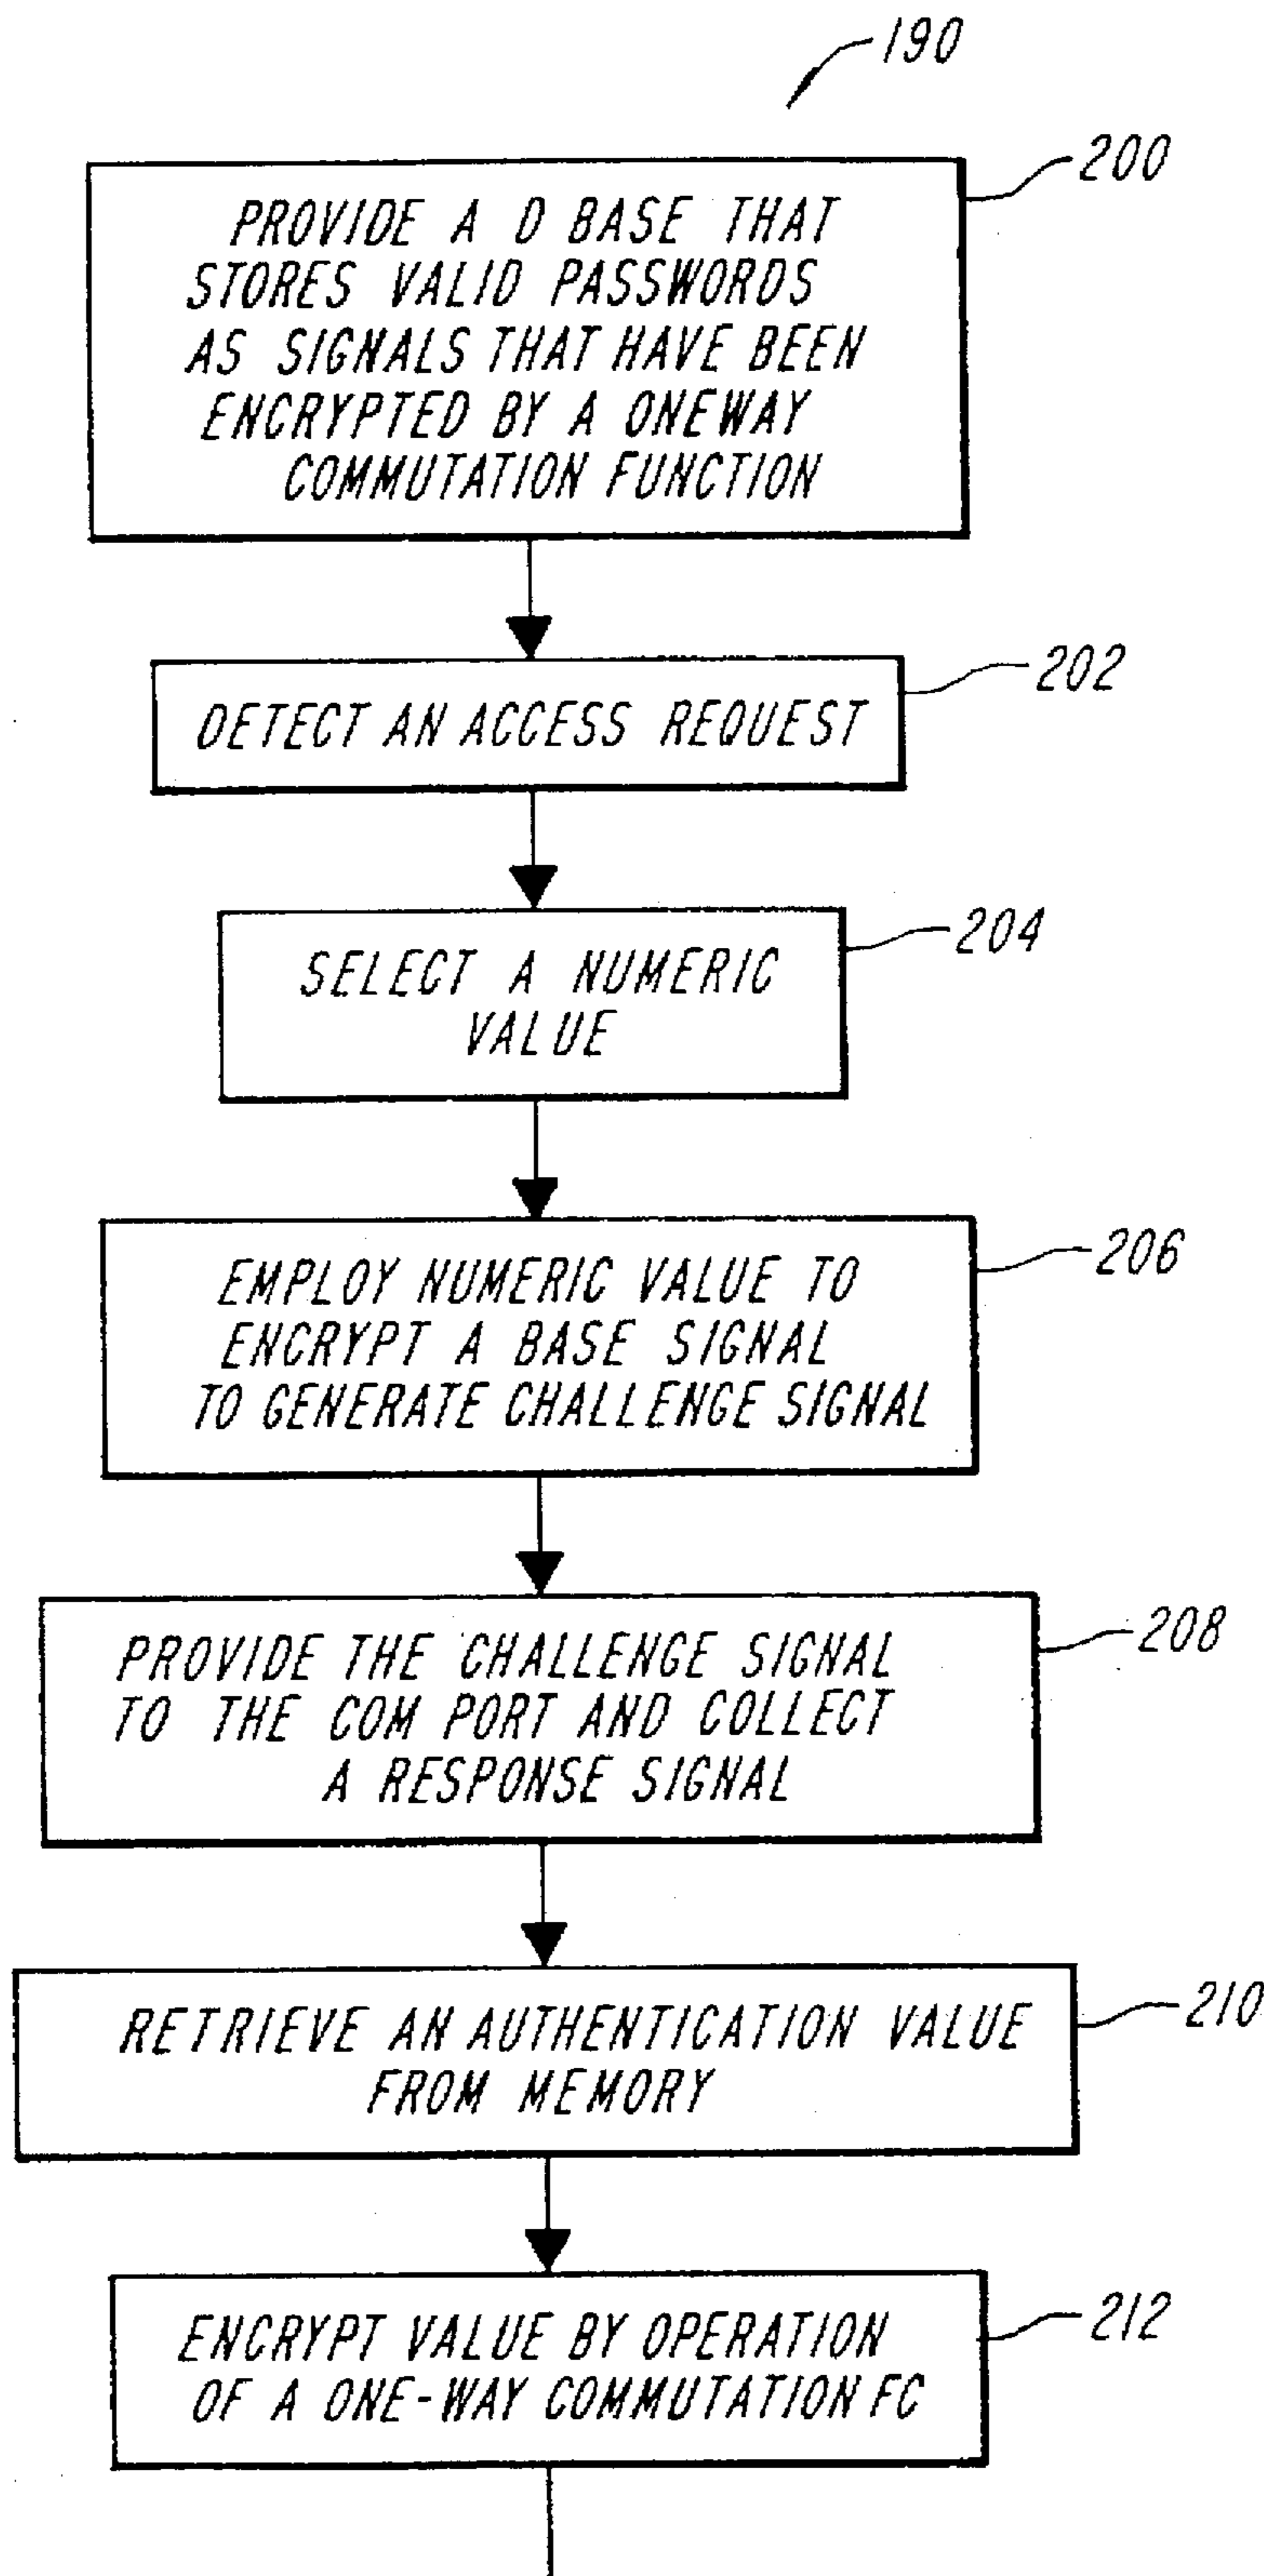 190
200
PROVIDE A D BASE THAT
STORES VALID PASSWORDS
AS SIGNALS THAT HAVE BEEN
ENCRYPTED BY A ONEWAY
COMMUTATION FUNCTION
202
DETECT AN ACCESS REQUEST
204
SELECT A NUMERIC
VALUE
206
EMPLOY NUMERIC VALUE TO
ENCRYPT A BASE SIGNAL
TO GENERATE CHALLENGE SIGNAL
208
PROVIDE THE CHALLENGE SIGNAL
TO THE COM PORT AND COLLECT
A RESPONSE SIGNAL
210
RETRIEVE AN AUTHENTICATION VALUE
FROM MEMORY
212
ENCRYPT VALUE BY OPERATION
OF A ONE-WAY COMMUTATION FC